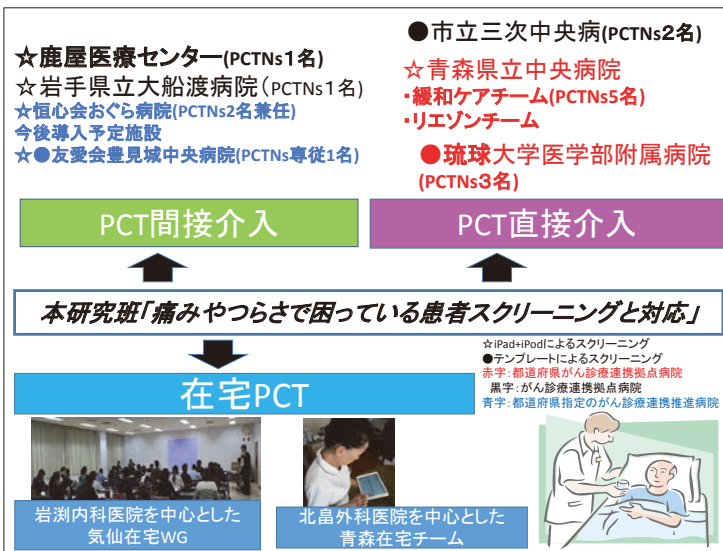 ☆鹿屋医療センター(PCTNs1名)
☆岩手県立大船渡病院(PCTNs1名)
☆恒心会おぐら病院(PCTNs2名兼任)
今後導入予定施設
☆●友愛会豊見城中央病院(PCTNs専従1名)
●市立三次中央病(PCTNs2名)
☆青森県立中央病院
・緩和ケアチーム(PCTNs5名)
・リエゾンチーム
●琉球大学医学部附属病院
(PCTNs3名)
PCT間接介入
PCT直接介入
本研究班「痛みやつらさで困っている患者スクリーニングと対応」
☆iPad+iPodによるスクリーニング
●テンプレートによるスクリーニング
赤字:都道府県がん診療連携拠点病院
黒字:がん診療連携拠点病院
青字:都道府県指定のがん診療連携推進病院
在宅PCT
岩渕内科医院を中心とした
気仙在宅WG
北畠外科医院を中心とした
青森在宅チーム